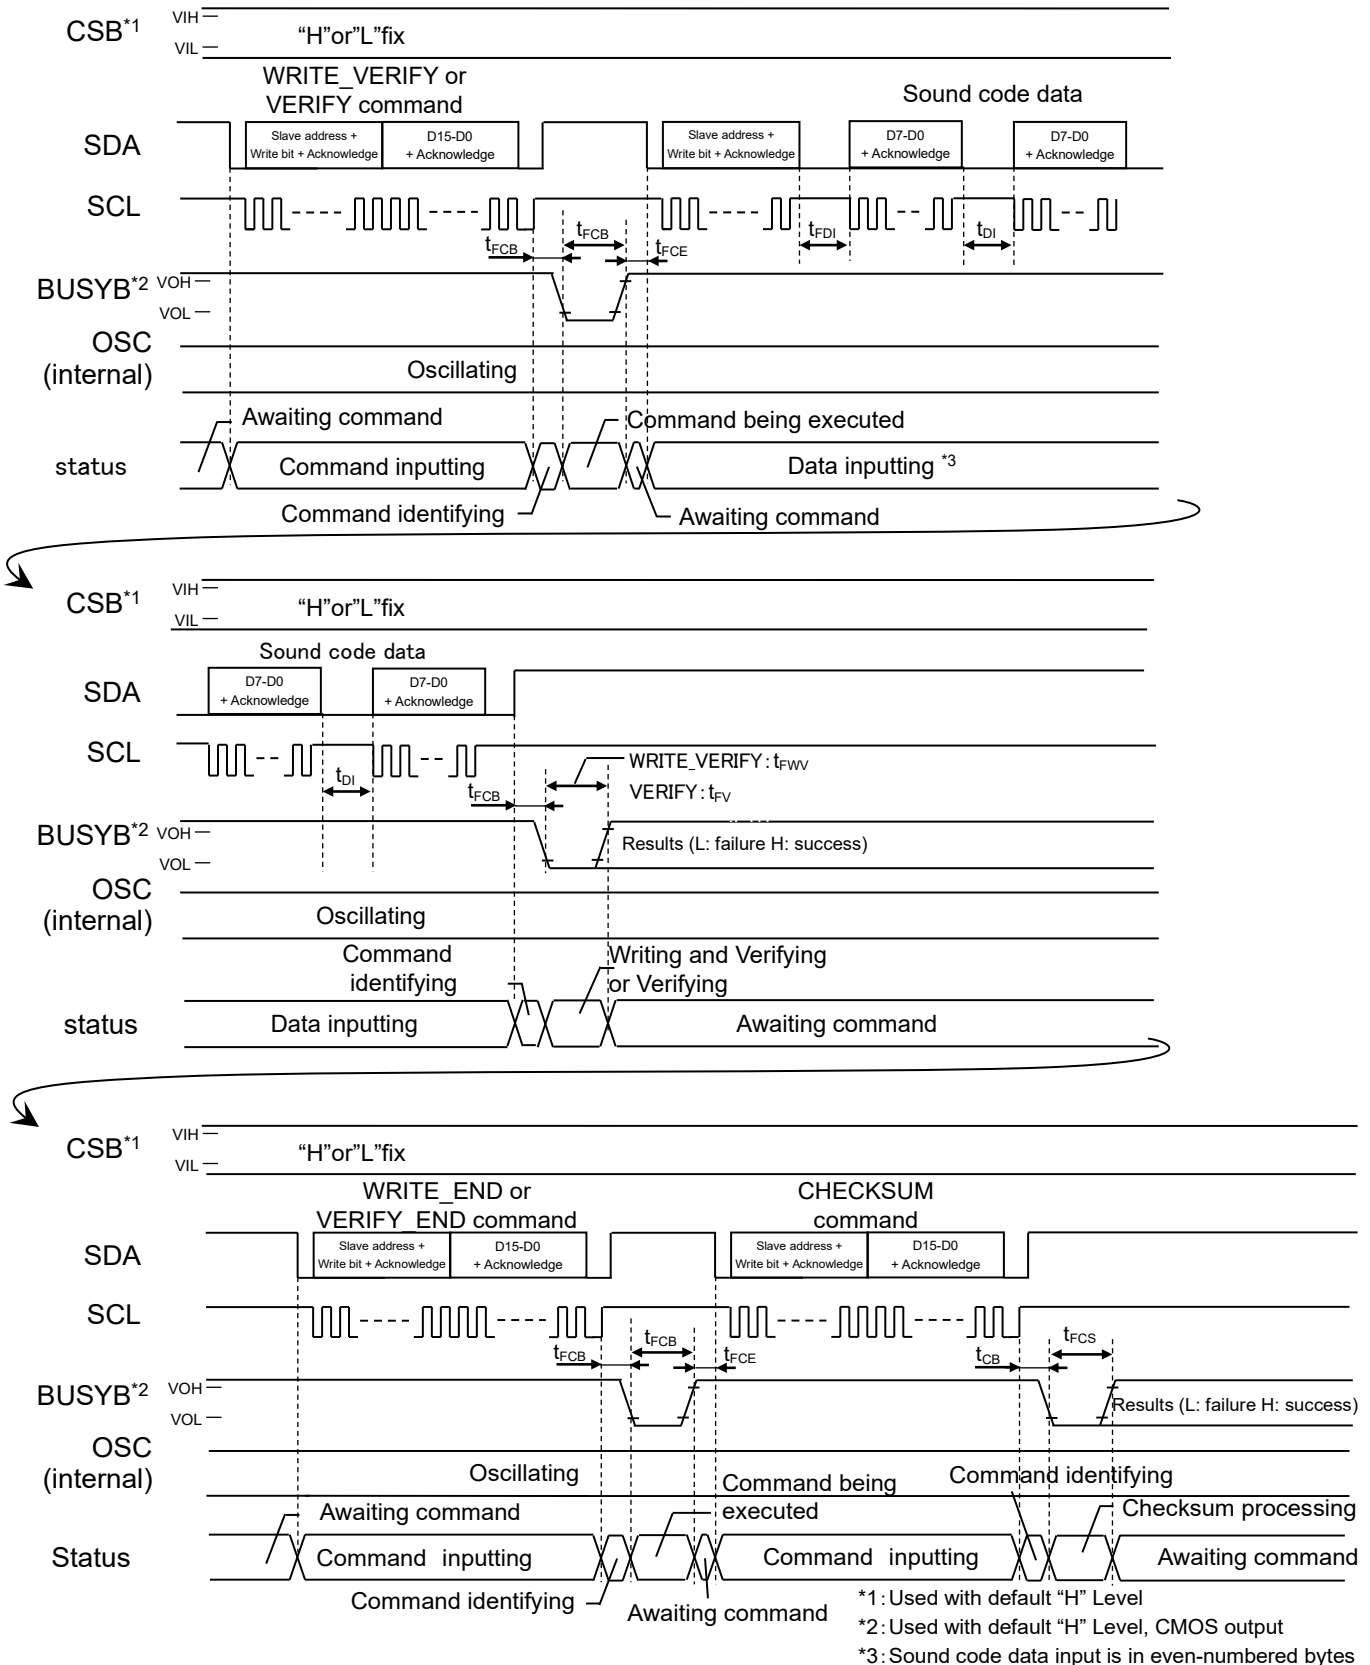 CSB*1
VIH
VIL
“H”or”L”fix
WRITE_VERIFY or
VERIFY command
Sound code data
SDA
Slave address +
Write bit + Acknowledge
D15-D0
+ Acknowledge
Slave address +
Write bit + Acknowledge
D7-D0
+ Acknowledge
D7-D0
+ Acknowledge
SCL
tFCB
tFCB
tFCE
tFDI
tDI
BUSYB*2
VOH
VOL
OSC
(internal)
Oscillating
Awaiting command
Command being executed
status
Command inputting
Data inputting *3
Command identifying
Awaiting command
CSB*1
VIH
VIL
“H”or”L”fix
Sound code data
SDA
D7-D0
+ Acknowledge
D7-D0
+ Acknowledge
SCL
tDI
tFCB
WRITE_VERIFY: tFWV
VERIFY: tFV
BUSYB*2
VOH
VOL
Results (L: failure H: success)
OSC
(internal)
Oscillating
Command
identifying
Writing and Verifying
or Verifying
status
Data inputting
Awaiting command
CSB*1
VIH
VIL
“H”or”L”fix
WRITE_END or
VERIFY_END command
CHECKSUM
command
SDA
Slave address +
Write bit + Acknowledge
D15-D0
+ Acknowledge
Slave address +
Write bit + Acknowledge
D15-D0
+ Acknowledge
SCL
tFCB
tFCB
tFCE
tCB
tFCS
BUSYB*2
VOH
VOL
Results (L: failure H: success)
OSC
(internal)
Oscillating
Command being
executed
Command identifying
Awaiting command
Checksum processing
Status
Command inputting
Command inputting
Awaiting command
Command identifying
Awaiting command
*1: Used with default “H” Level
*2: Used with default “H” Level, CMOS output
*3: Sound code data input is in even-numbered bytes